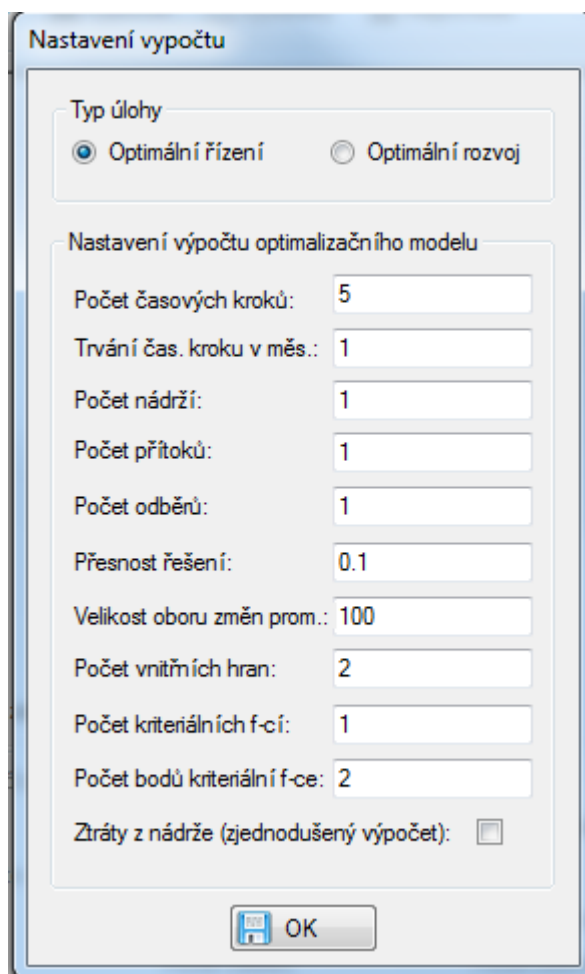 Nastavení vypočtu
Typ úlohy
Optimální řízení Optimální rozvoj
Nastavení výpočtu optimalizačního modelu
Počet časových kroků: 5
Trvání čas. kroku v měs.: 1
Počet nádrží: 1
Počet přítoků: 1
Počet odběrů: 1
Přesnost řešení: 0.1
Velikost oboru změn prom.: 100
Počet vnitřních hran: 2
Počet kriteriálních f-cí: 1
Počet bodů kriteriální f-ce: 2
Ztráty z nádrže (zjednodušený výpočet):
OK